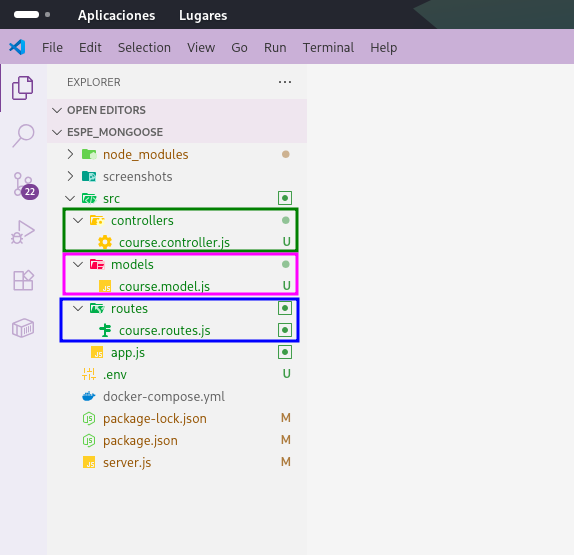 Aplicaciones Lugares
File Edit Selection View Go Run Terminal Help
EXPLORER
OPEN EDITORS
ESPE_MONGOOSE
node_modules
screenshots
src
22
controllers
course.controller.js U
models
course.model.js U
routes
course.routes.js
JS app.js
.env U
docker-compose.yml
package-lock.json M
package.json M
JS server.js M